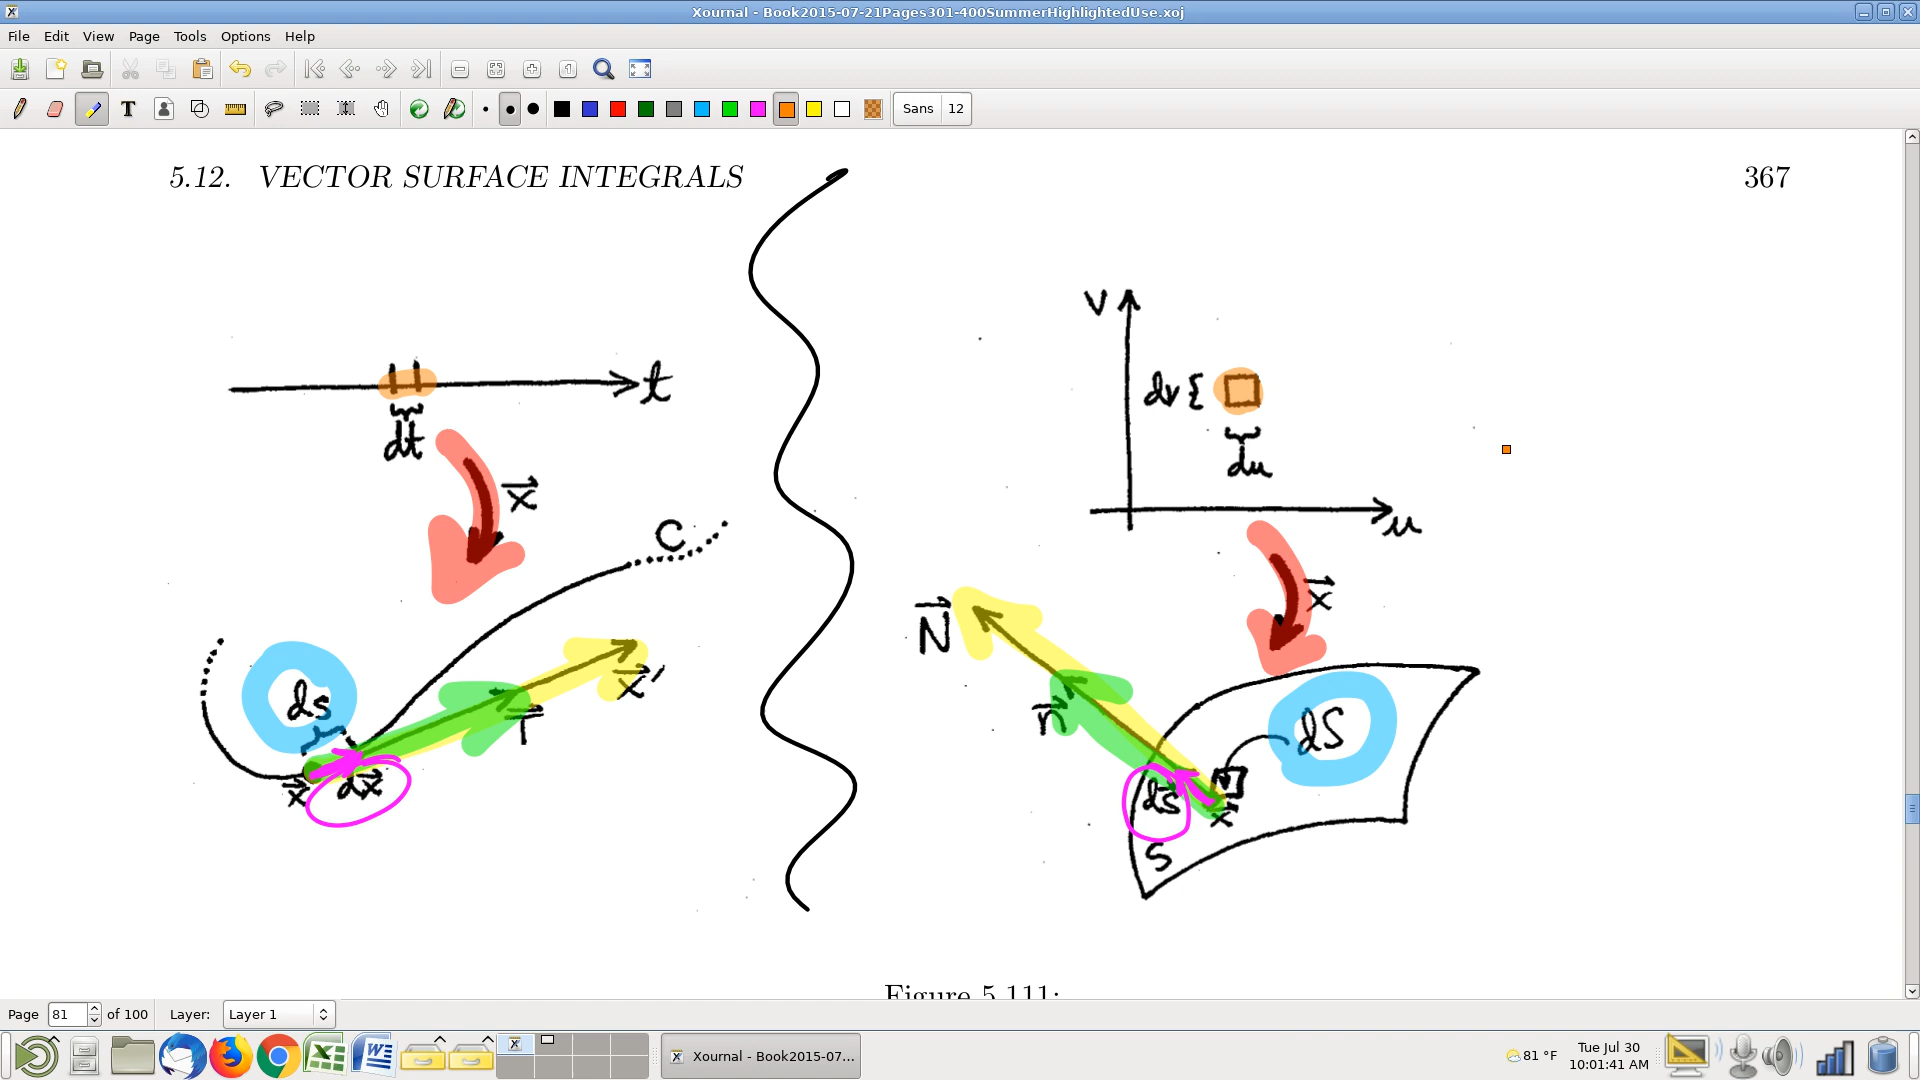 Xournal - Book2015-07-21Pages301-400SummerHighlightedUse.xoj
File Edit View Page Tools Options Help
Sans 12
5.12. VECTOR SURFACE INTEGRALS 367
t
dt
x⃗
C
ds
x⃗′
T⃗
x⃗
dx⃗
v
dv{
du
u
x⃗
N⃗
n⃗
dS
dS⃗
x⃗
S
Figure 5.111:
Page 81 of 100 Layer: Layer 1
Xournal - Book2015-07...
81 °F
Tue Jul 30
10:01:41 AM